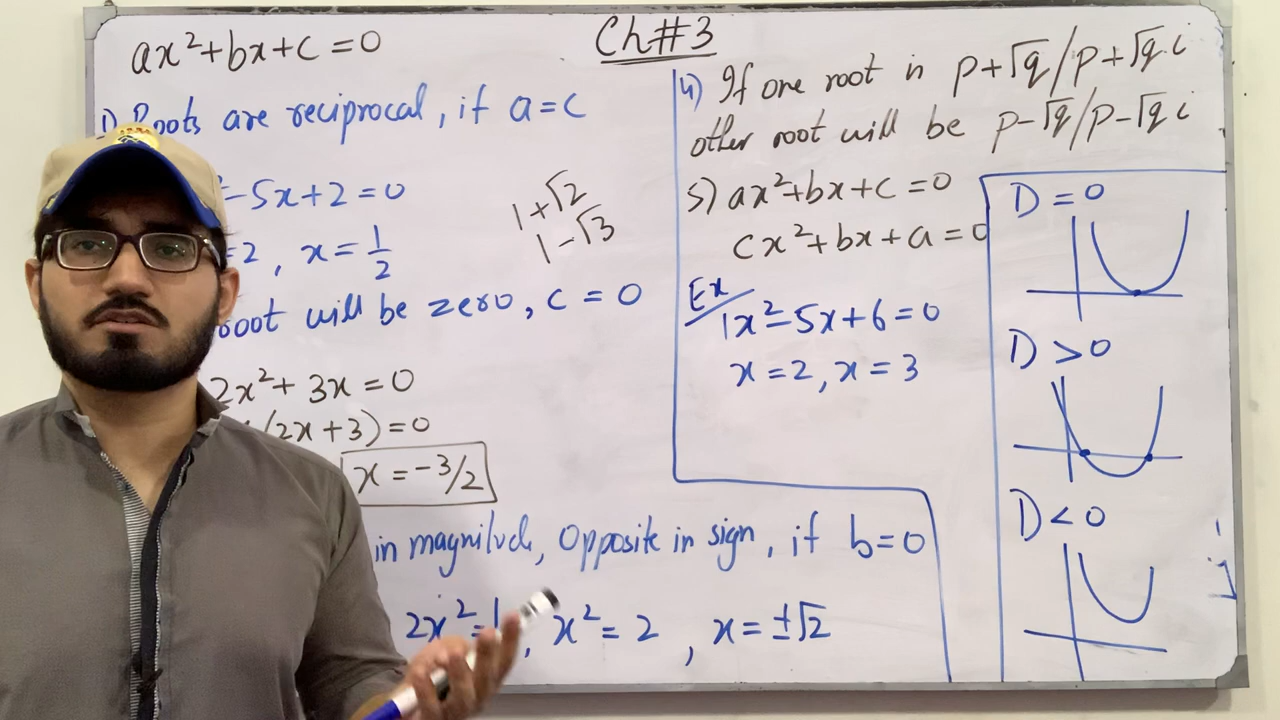 Ch#3
ax²+bx+c=0
1) Roots are reciprocal, if a=c
-5x+2=0
=2, x=1/2
1+√2
1-√3
root will be zero, c=0
2x²+3x=0
(2x+3)=0
x=-3/2
in magnitude, Opposite in sign, if b=0
2x²= , x²=2, x=±√2
4) If one root is p+√q/p+√q i
other root will be p-√q/p-√q i
5) ax²+bx+c=0
cx²+bx+a=0
Ex
1x²-5x+6=0
x=2, x=3
D=0
D>0
D<0